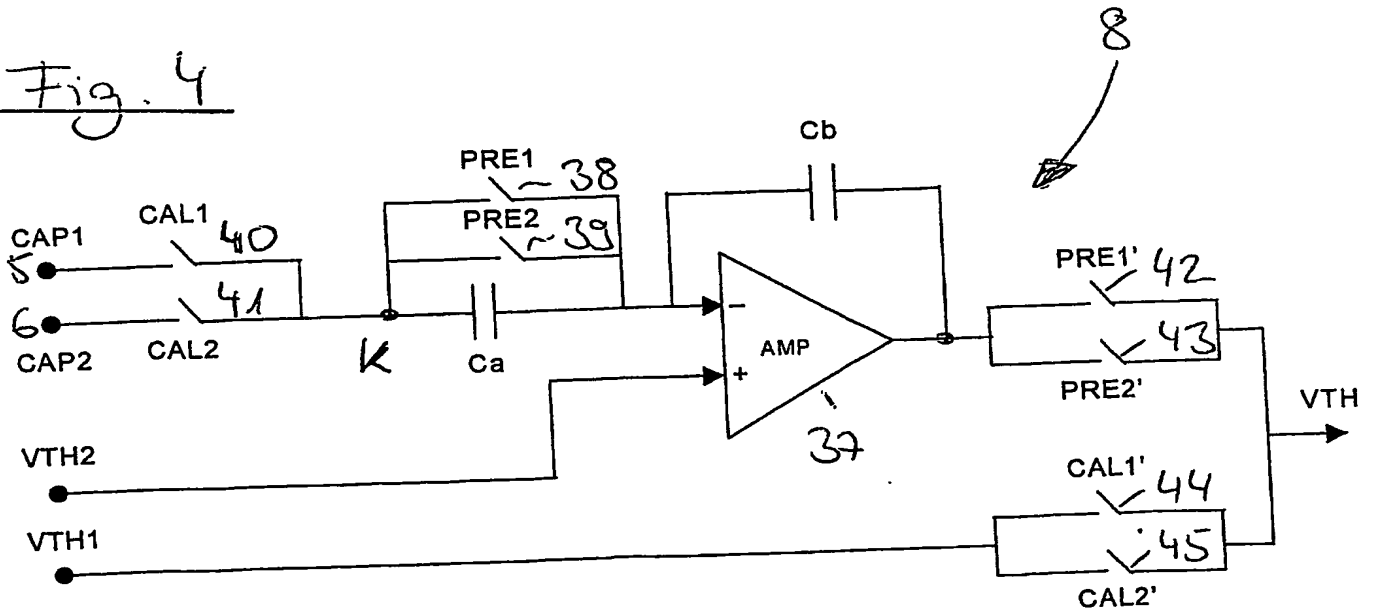 8
Fig. 4
Cb
PRE1 ~ 38
CAL1 40
PRE2 ~ 39
CAP1
5
PRE1' 42
41
6
CAP2
CAL2
K
Ca
−
AMP
+
43
PRE2'
VTH
37
VTH2
CAL1' 44
VTH1
45
CAL2'